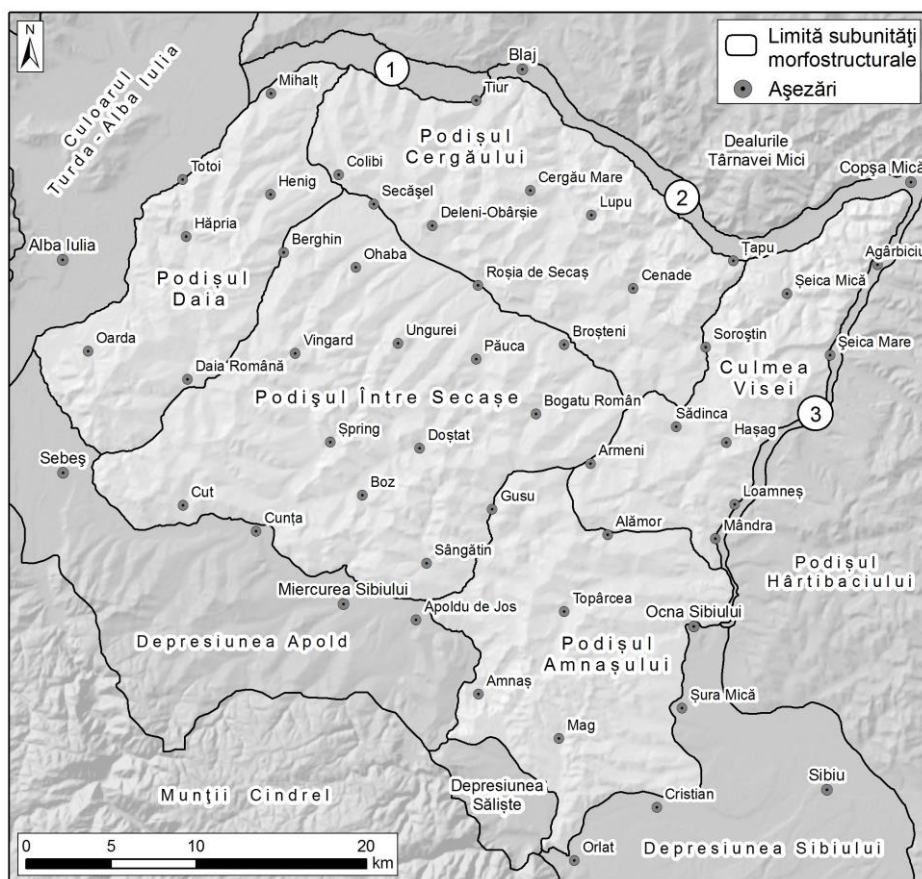 N
Limită subunități
morfostructurale
Așezări
1
Blaj
Mihalț
Tiur
Culoarul
Turda-Alba Iulia
Podișul
Cergăului
Dealurile
Târnavei Mici
Totoi
Colibi
Copșa Mică
Henig
Secășel
Cergău Mare
2
Lupu
Hăpria
Deleni-Obârșie
Alba Iulia
Berghin
Ohaba
Țapu
Agârbiciu
Podișul
Daia
Roșia de Secaș
Cenade
Șeica Mică
Oarda
Vingard
Ungurei
Păuca
Broșteni
Soroștin
Șeica Mare
Culmea
Visei
Daia Română
Podișul Între Secașe
Bogatu Român
3
Sădinca
Hașag
Șpring
Doștat
Sebeș
Armeni
Boz
Cut
Gusu
Loamneș
Cunța
Alămor
Mândra
Sângătin
Podișul
Hârtibaciului
Miercurea Sibiului
Apoldu de Jos
Topârcea
Ocna Sibiului
Depresiunea Apold
Podișul
Amnașului
Amnaș
Șura Mică
Mag
Munții Cindrel
Depresiunea
Săliște
Sibiu
Cristian
0 5 10 20
km
Orlat
Depresiunea Sibiului